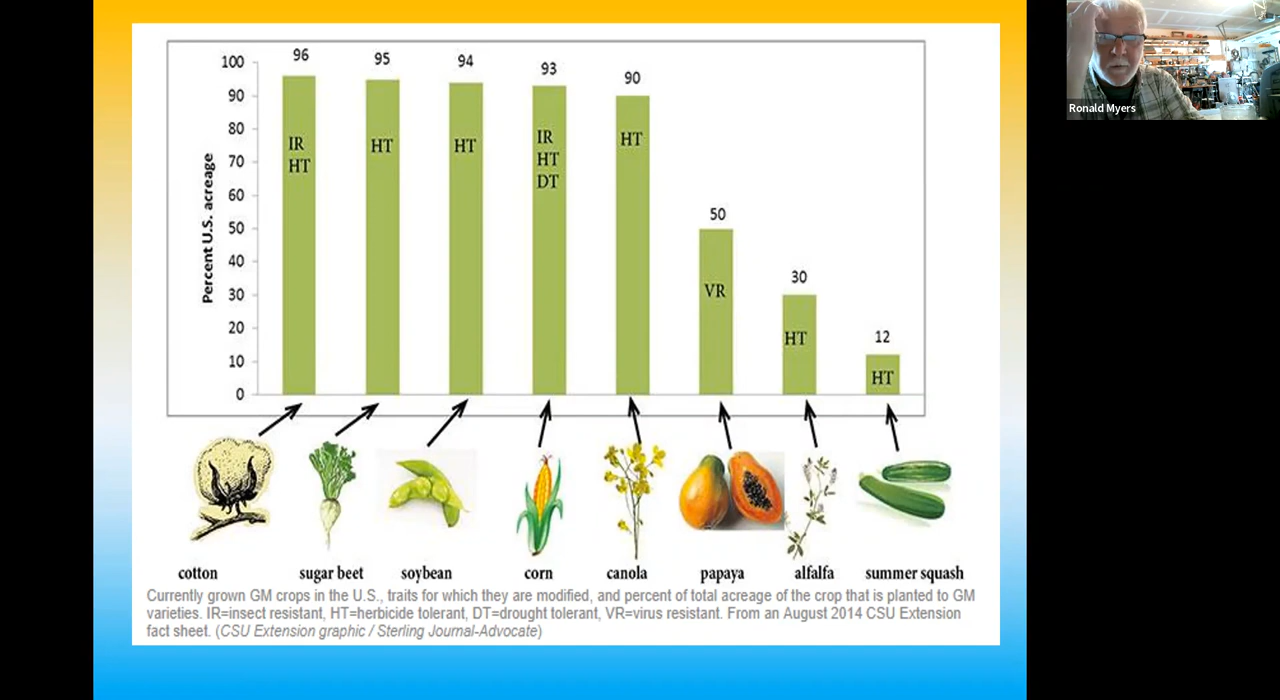 96
95
94
93
90
50
30
12
100
90
80
70
60
50
40
30
20
10
0
Percent U.S. acreage
IR
HT
HT
HT
IR
HT
DT
HT
VR
HT
HT
cotton
sugar beet
soybean
corn
canola
papaya
alfalfa
summer squash
Currently grown GM crops in the U.S., traits for which they are modified, and percent of total acreage of the crop that is planted to GM
varieties. IR=insect resistant, HT=herbicide tolerant, DT=drought tolerant, VR=virus resistant. From an August 2014 CSU Extension
fact sheet. (CSU Extension graphic / Sterling Journal-Advocate)
Ronald Myers